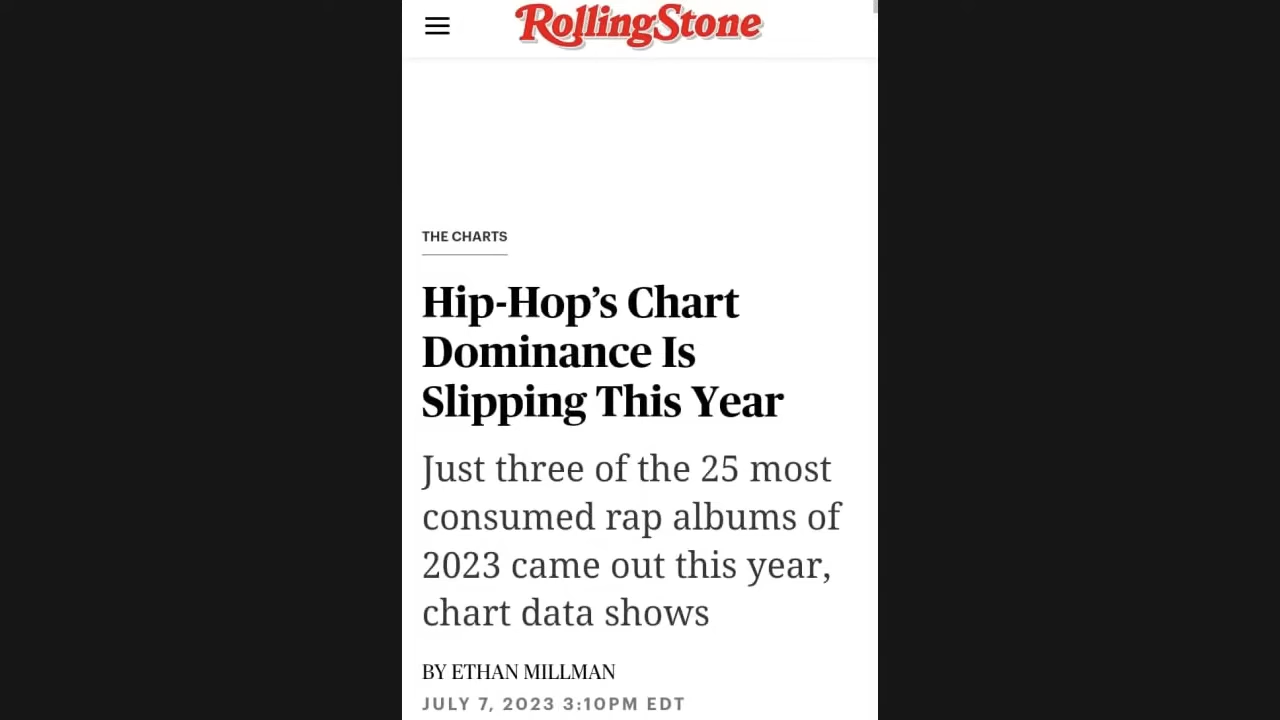 RollingStone
THE CHARTS
Hip-Hop’s Chart
Dominance Is
Slipping This Year
Just three of the 25 most
consumed rap albums of
2023 came out this year,
chart data shows
BY ETHAN MILLMAN
JULY 7, 2023 3:10PM EDT